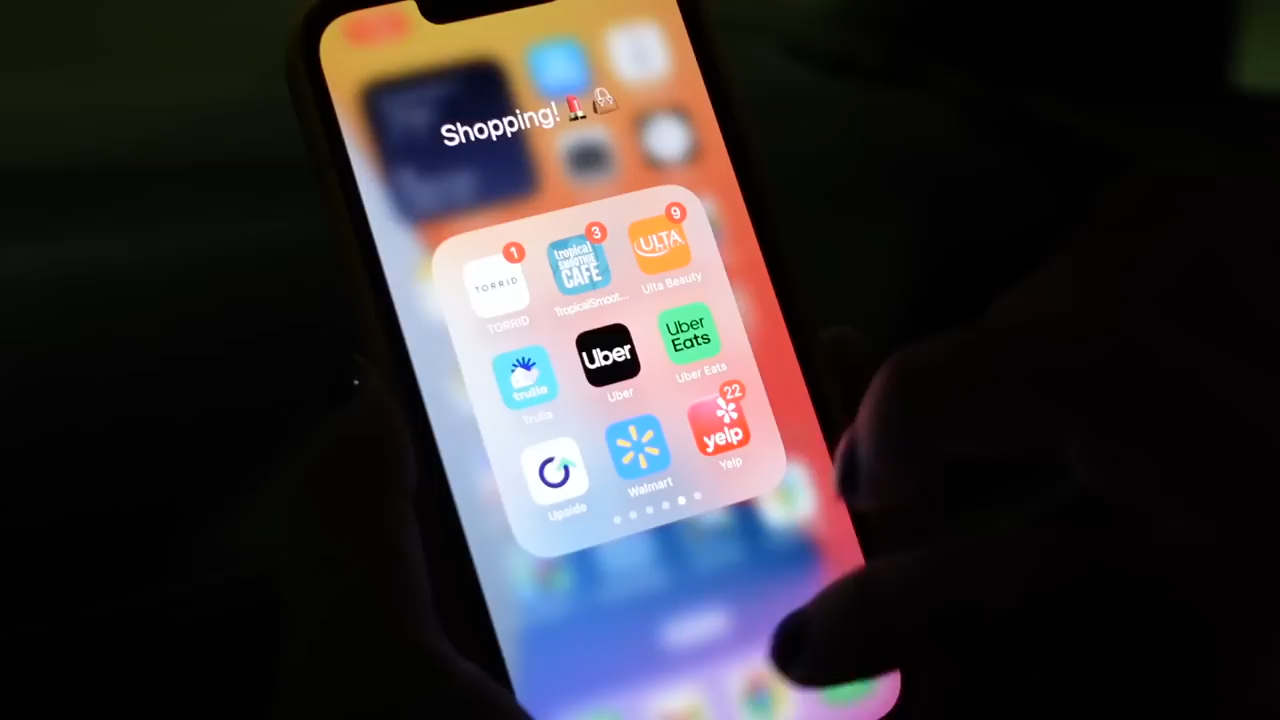 Shopping! 💄👜
1
3
9
TORRID
tropical
SMOOTHIE
CAFE
ULTA
TORRID
TropicalSmoot...
Ulta Beauty
trulia
Uber
Uber
Eats
Trulia
Uber
Uber Eats
22
yelp
Upside
Walmart
Yelp